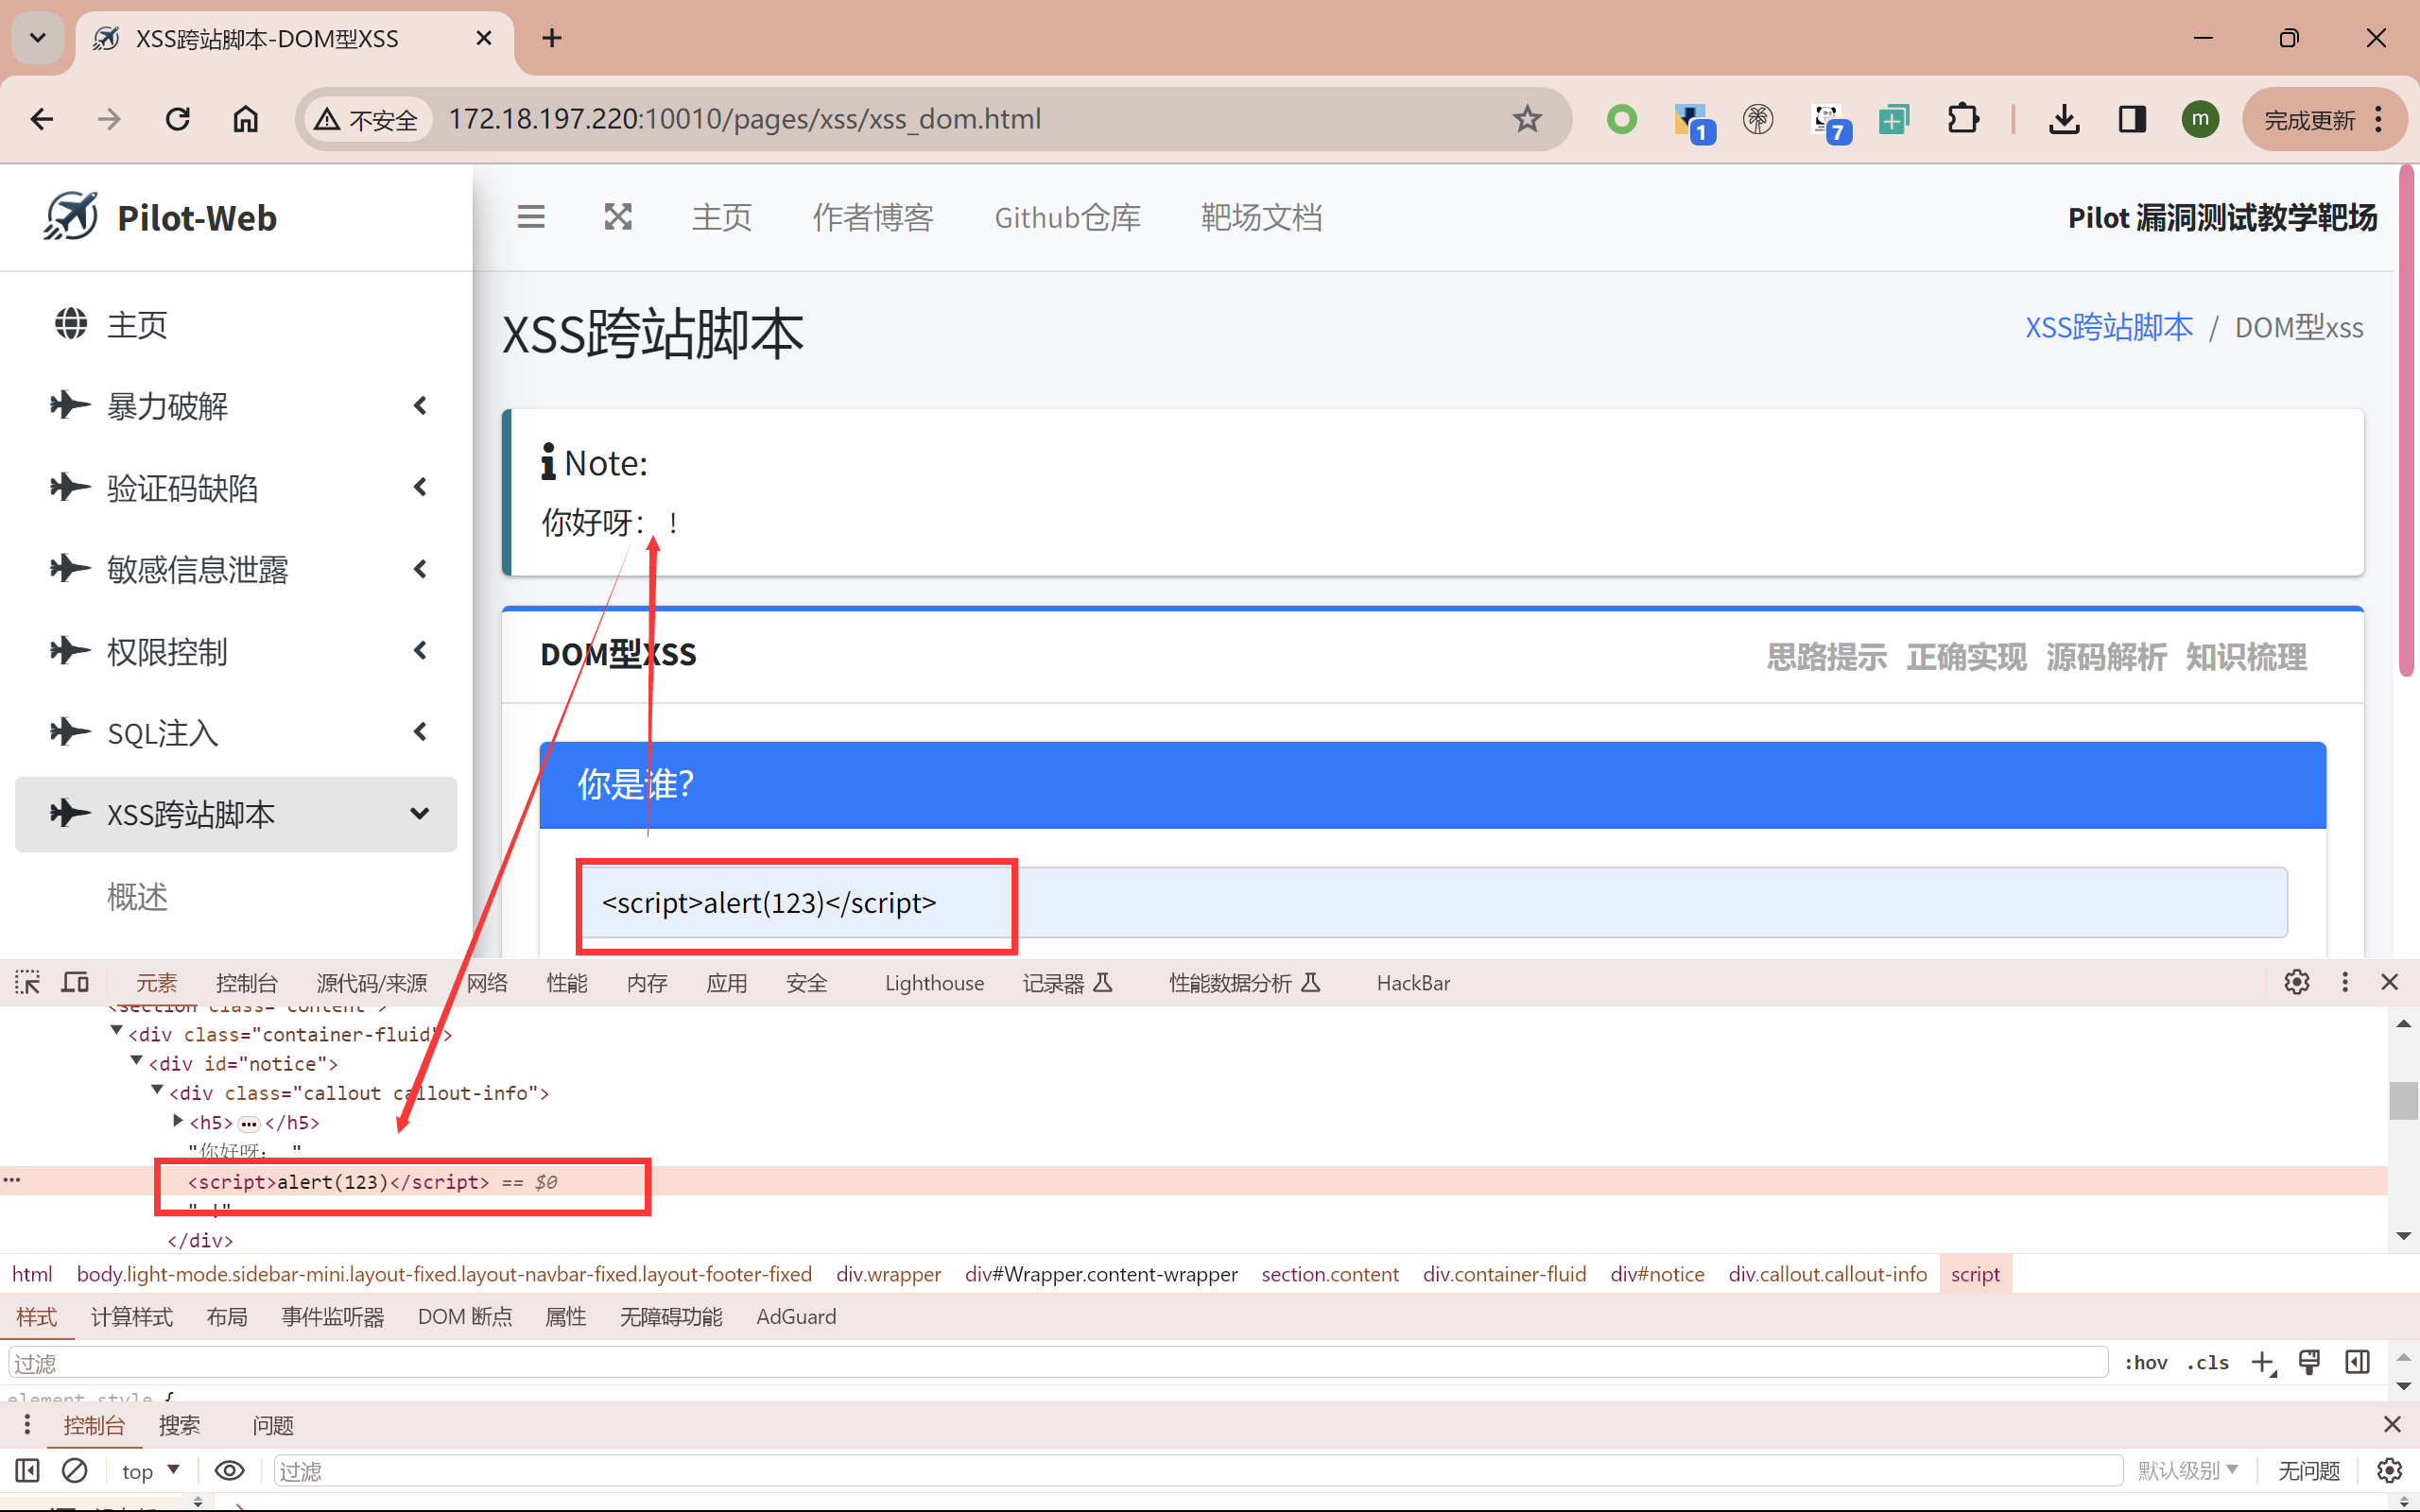 XSS跨站脚本-DOM型XSS
不安全 172.18.197.220:10010/pages/xss/xss_dom.html 1 7 m 完成更新
Pilot-Web 主页 作者博客 Github仓库 靶场文档 Pilot 漏洞测试教学靶场
主页
暴力破解
验证码缺陷
敏感信息泄露
权限控制
SQL注入
XSS跨站脚本
概述
XSS跨站脚本 XSS跨站脚本 / DOM型xss
Note:
你好呀： !
DOM型XSS 思路提示 正确实现 源码解析 知识梳理
你是谁?
<script>alert(123)</script>
元素 控制台 源代码/来源 网络 性能 内存 应用 安全 Lighthouse 记录器 性能数据分析 HackBar
<section class="content">
<div class="container-fluid">
<div id="notice">
<div class="callout callout-info">
<h5>…</h5>
"你好呀： "
<script>alert(123)</script> == $0
" !"
</div>
html body.light-mode.sidebar-mini.layout-fixed.layout-navbar-fixed.layout-footer-fixed div.wrapper div#Wrapper.content-wrapper section.content div.container-fluid div#notice div.callout.callout-info script
样式 计算样式 布局 事件监听器 DOM 断点 属性 无障碍功能 AdGuard
过滤 :hov .cls
element.style {
控制台 搜索 问题
top 过滤 默认级别 无问题